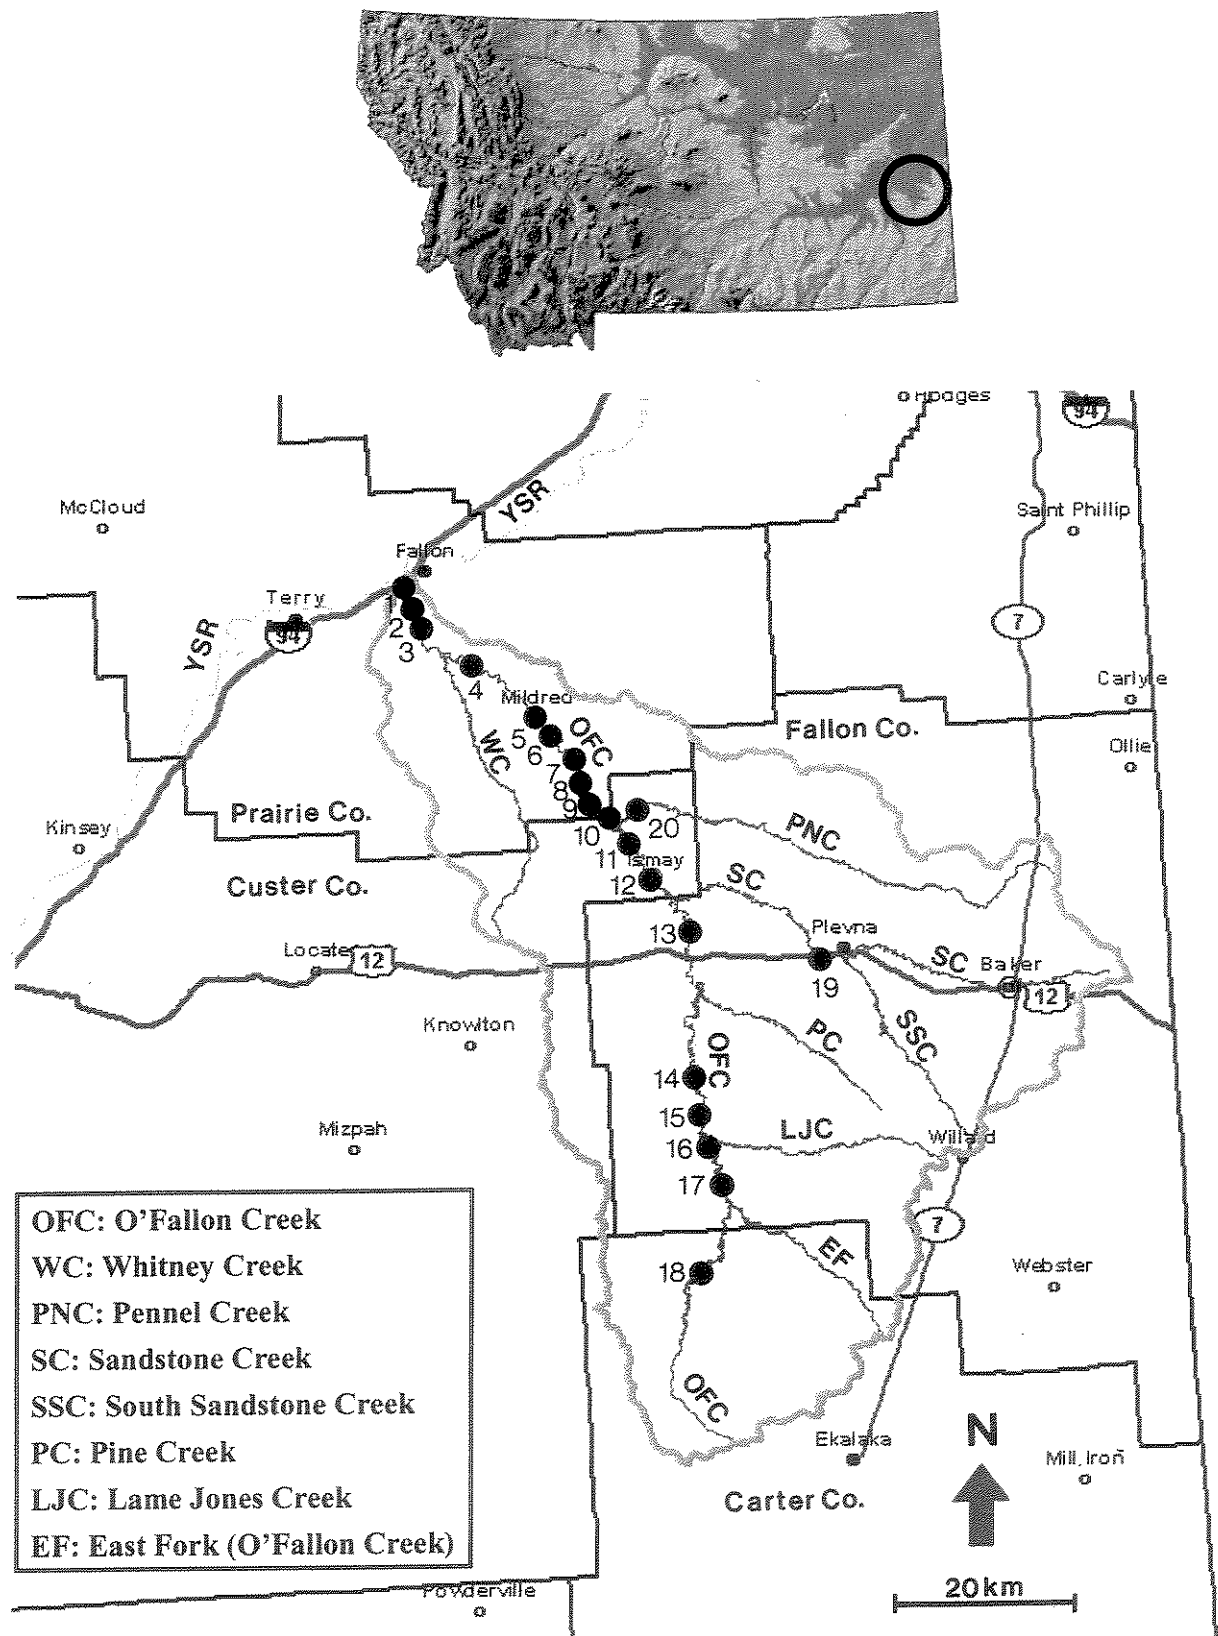 Hodges
94
McCloud
YSR
Saint Phillip
Fallon
Terry
1
94
7
YSR
2
3
4
Carlyle
Mildred
OFC
Fallon Co.
5
6
WC
Ollie
7
8
Prairie Co.
9
20
PNC
Kinsey
10
11
Ismay
SC
Custer Co.
12
Plevna
13
Locate
12
SC
Baker
19
12
Knowlton
PC
SSC
OFC
14
15
Mizpah
LJC
Willard
16
17
OFC: O'Fallon Creek
WC: Whitney Creek
PNC: Pennel Creek
SC: Sandstone Creek
SSC: South Sandstone Creek
PC: Pine Creek
LJC: Lame Jones Creek
EF: East Fork (O'Fallon Creek)
7
EF
18
Webster
OFC
Ekalaka
N
Mill Iron
Carter Co.
20km
Powderville